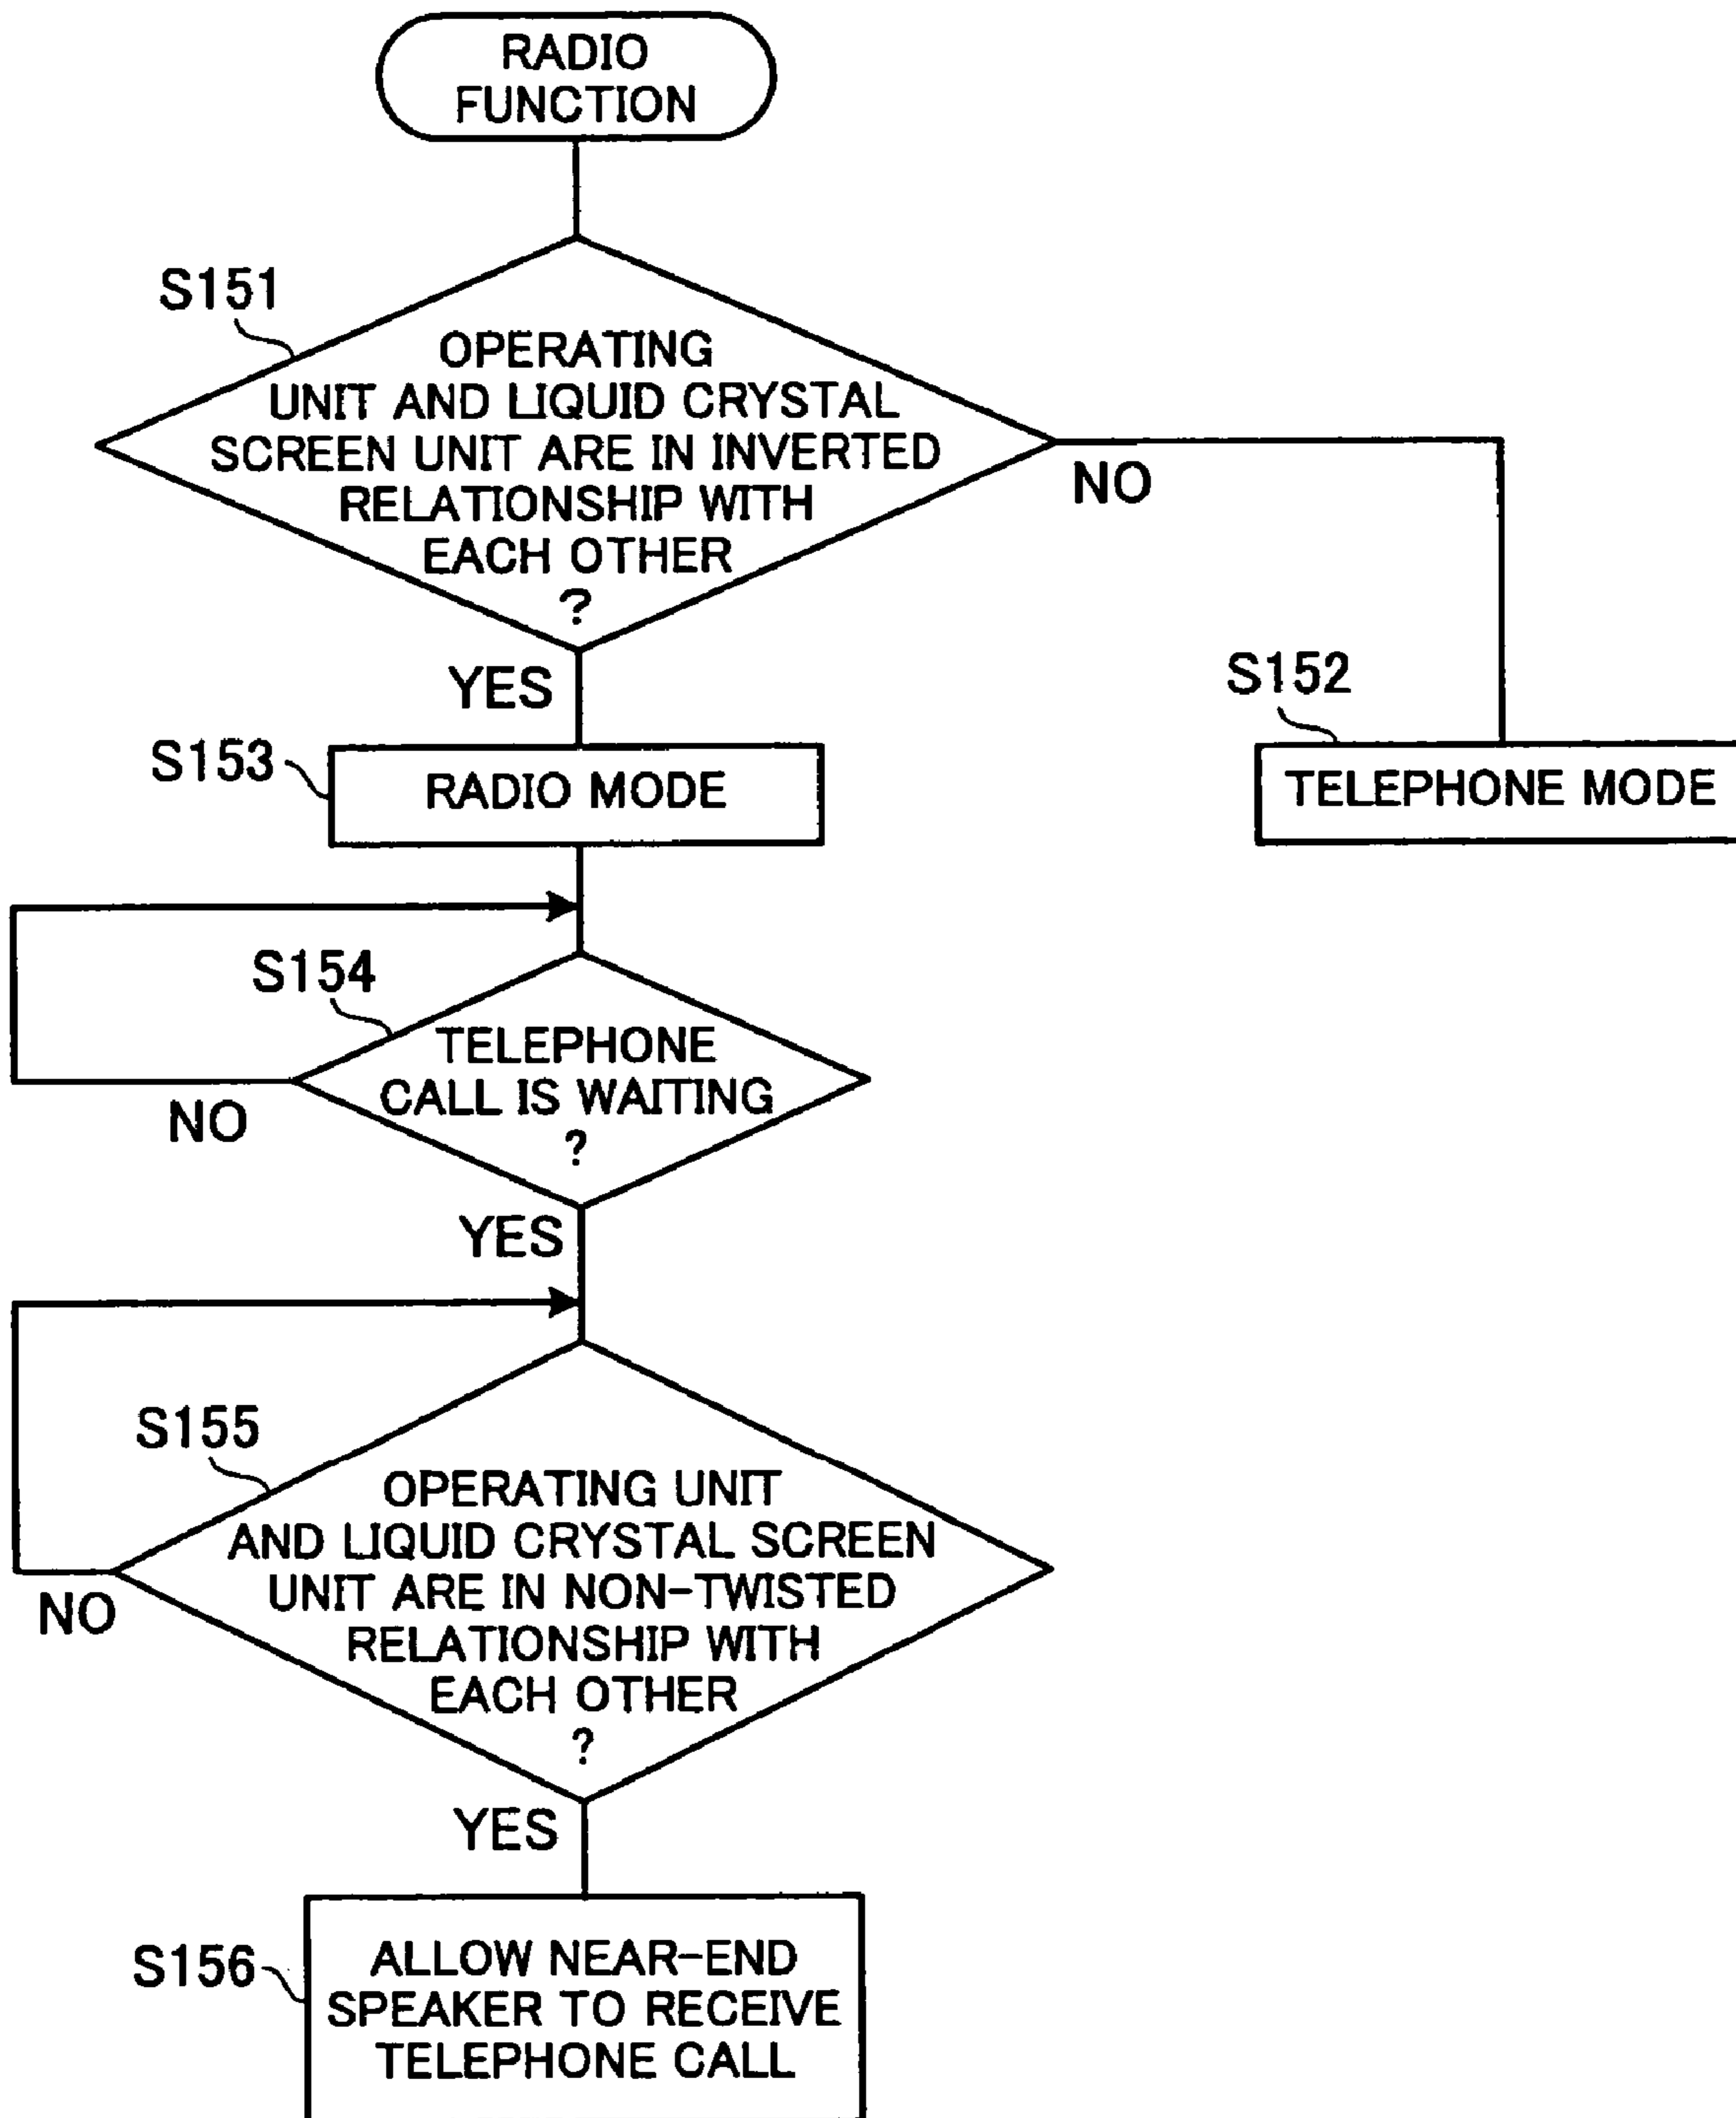 RADIO
FUNCTION
S151
OPERATING
UNIT AND LIQUID CRYSTAL
SCREEN UNIT ARE IN INVERTED
RELATIONSHIP WITH
EACH OTHER
?
NO
YES
S152
TELEPHONE MODE
S153
RADIO MODE
S154
TELEPHONE
CALL IS WAITING
?
NO
YES
S155
OPERATING UNIT
AND LIQUID CRYSTAL SCREEN
UNIT ARE IN NON-TWISTED
RELATIONSHIP WITH
EACH OTHER
?
NO
YES
S156
ALLOW NEAR-END
SPEAKER TO RECEIVE
TELEPHONE CALL